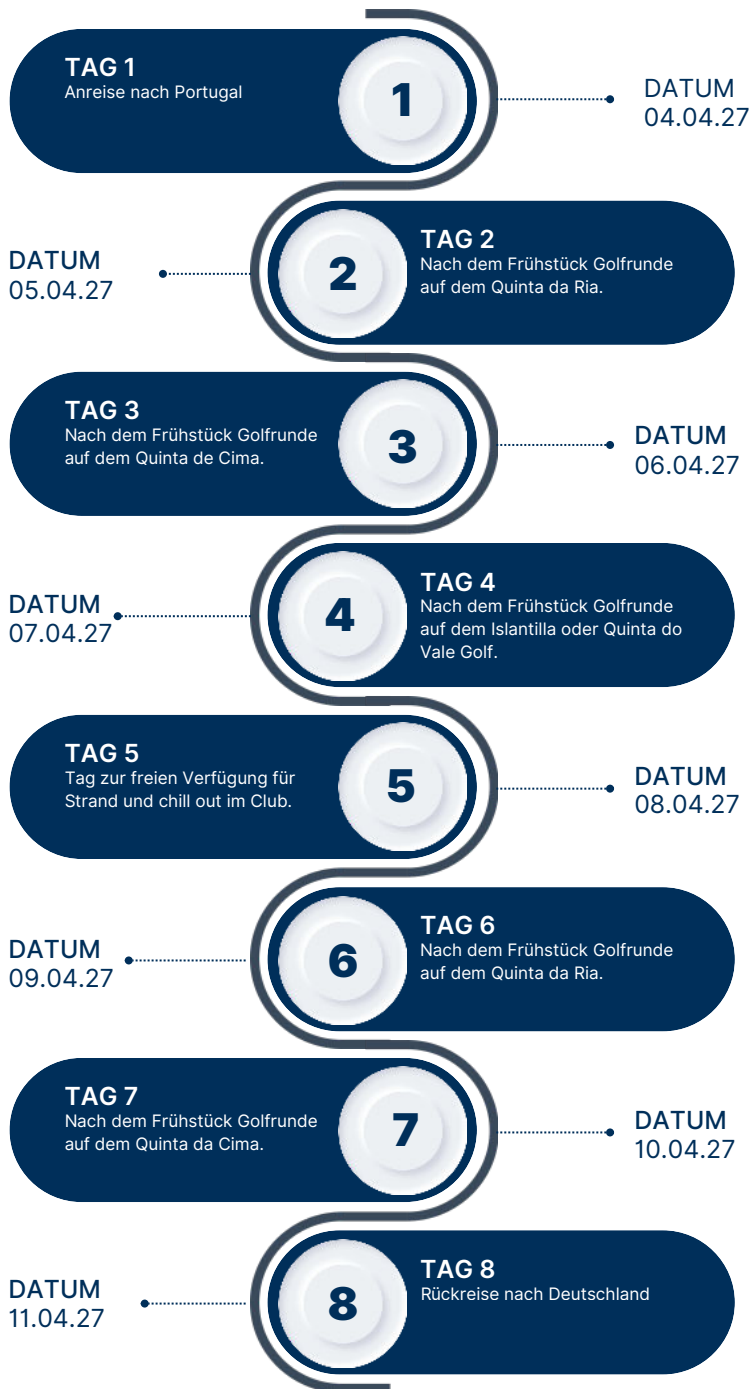 TAG 1
Anreise nach Portugal
1
DATUM
04.04.27
DATUM
05.04.27
2
TAG 2
Nach dem Frühstück Golfrunde
auf dem Quinta da Ria.
TAG 3
Nach dem Frühstück Golfrunde
auf dem Quinta de Cima.
3
DATUM
06.04.27
DATUM
07.04.27
4
TAG 4
Nach dem Frühstück Golfrunde
auf dem Islantilla oder Quinta do
Vale Golf.
TAG 5
Tag zur freien Verfügung für
Strand und chill out im Club.
5
DATUM
08.04.27
DATUM
09.04.27
6
TAG 6
Nach dem Frühstück Golfrunde
auf dem Quinta da Ria.
TAG 7
Nach dem Frühstück Golfrunde
auf dem Quinta da Cima.
7
DATUM
10.04.27
DATUM
11.04.27
8
TAG 8
Rückreise nach Deutschland